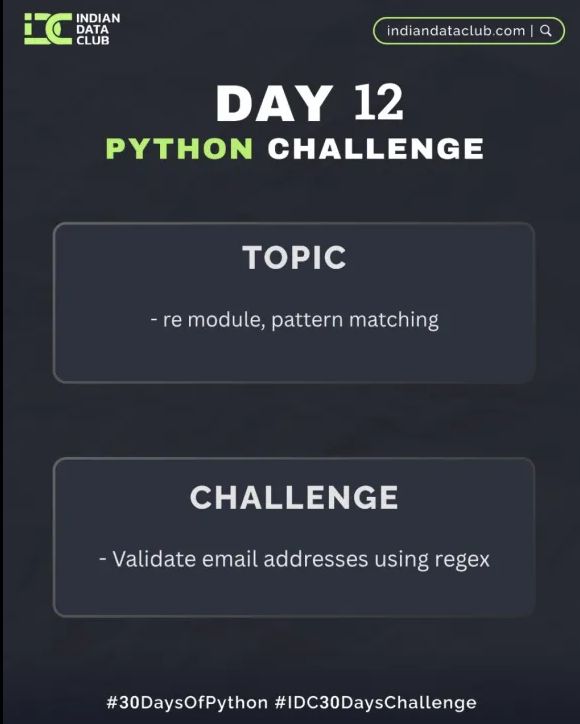 INDIAN
DATA
CLUB
indiandataclub.com |
DAY 12
PYTHON CHALLENGE
TOPIC
- re module, pattern matching
CHALLENGE
- Validate email addresses using regex
#30DaysOfPython #IDC30DaysChallenge